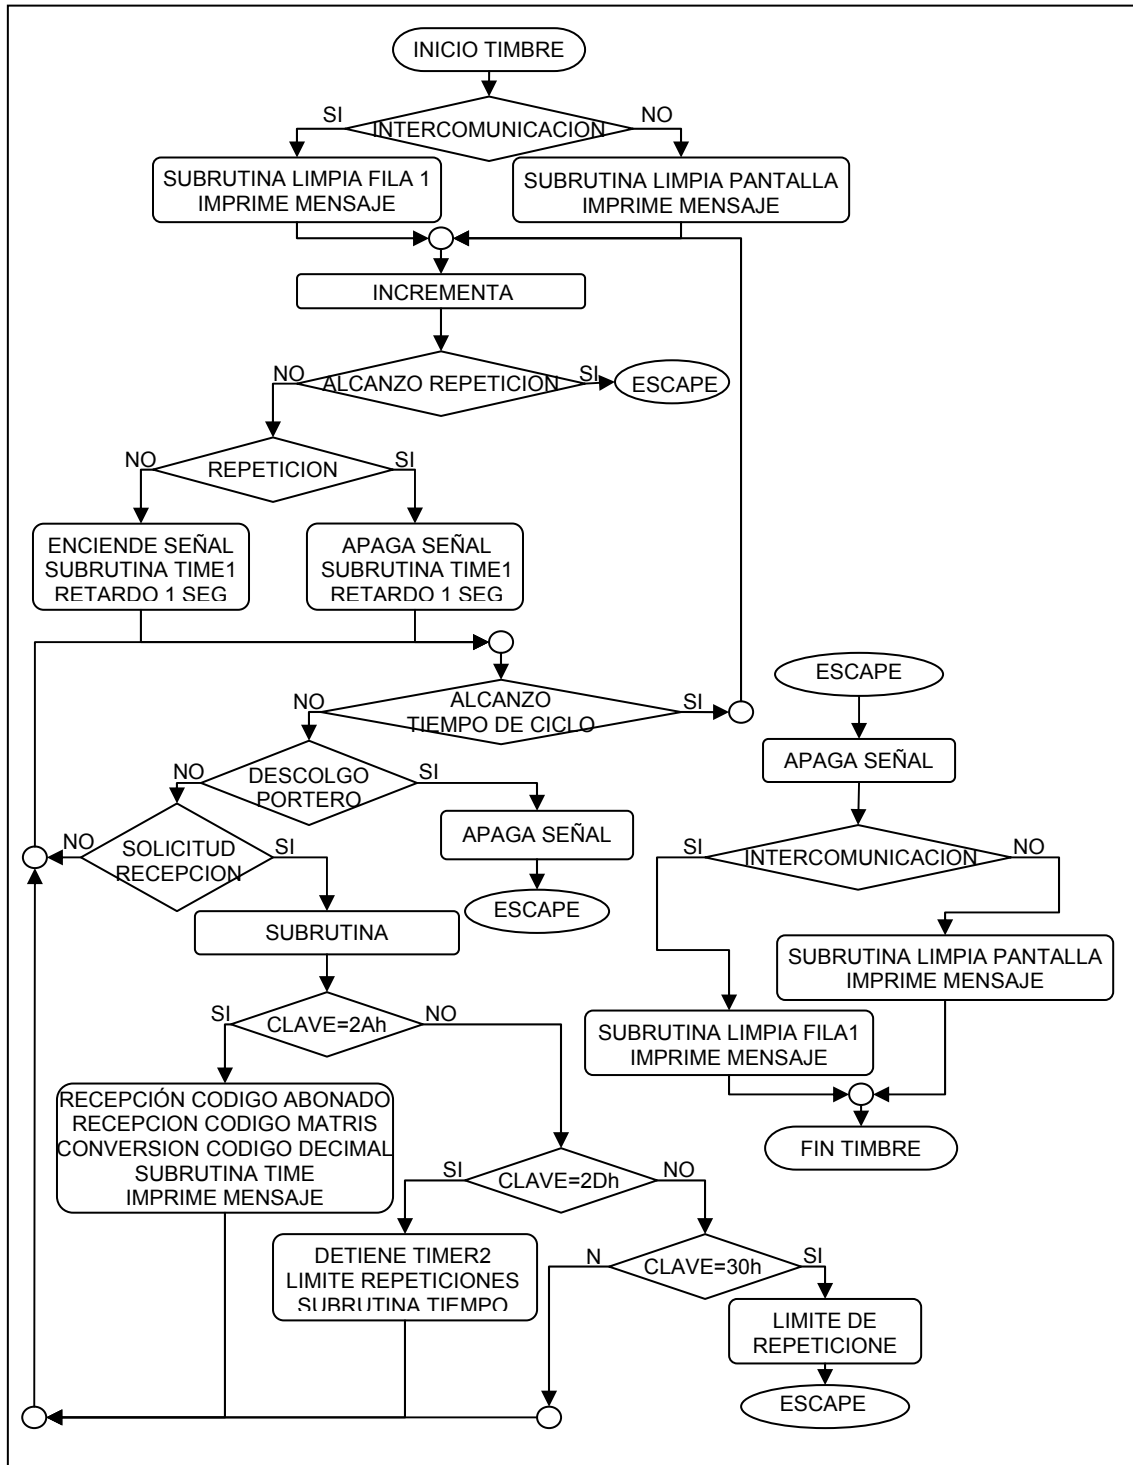 INICIO TIMBRE
SI
INTERCOMUNICACION
NO
SUBRUTINA LIMPIA FILA 1
IMPRIME MENSAJE
SUBRUTINA LIMPIA PANTALLA
IMPRIME MENSAJE
INCREMENTA
NO
ALCANZO REPETICION
SI
ESCAPE
NO
REPETICION
SI
ENCIENDE SEÑAL
SUBRUTINA TIME1
RETARDO 1 SEG
APAGA SEÑAL
SUBRUTINA TIME1
RETARDO 1 SEG
NO
ALCANZO
TIEMPO DE CICLO
SI
NO
DESCOLGO
PORTERO
SI
APAGA SEÑAL
ESCAPE
NO
SOLICITUD
RECEPCION
SI
SUBRUTINA
SI
CLAVE=2Ah
NO
RECEPCIÓN CODIGO ABONADO
RECEPCION CODIGO MATRIS
CONVERSION CODIGO DECIMAL
SUBRUTINA TIME
IMPRIME MENSAJE
SI
CLAVE=2Dh
NO
DETIENE TIMER2
LIMITE REPETICIONES
SUBRUTINA TIEMPO
N
CLAVE=30h
SI
LIMITE DE
REPETICIONE
ESCAPE
ESCAPE
APAGA SEÑAL
SI
INTERCOMUNICACION
NO
SUBRUTINA LIMPIA PANTALLA
IMPRIME MENSAJE
SUBRUTINA LIMPIA FILA1
IMPRIME MENSAJE
FIN TIMBRE